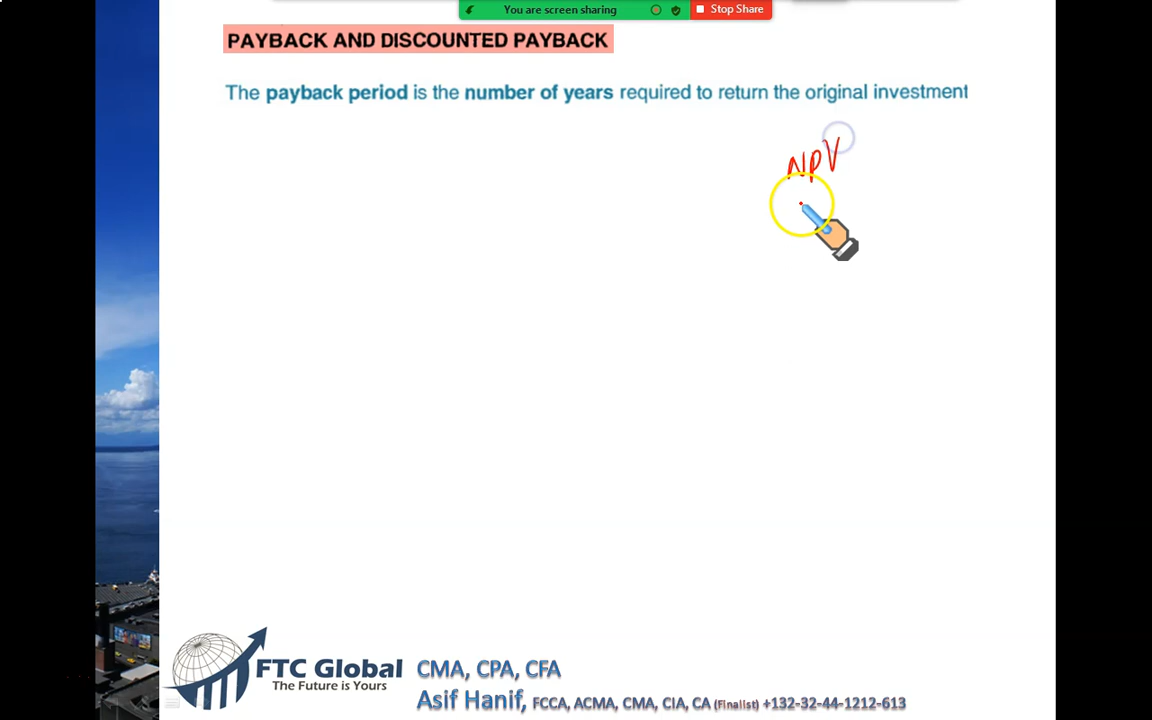 You are screen sharing
Stop Share
PAYBACK AND DISCOUNTED PAYBACK
The payback period is the number of years required to return the original investment
NPV
FTC Global
The Future is Yours
CMA, CPA, CFA
Asif Hanif, FCCA, ACMA, CMA, CIA, CA (Finalist) +132-32-44-1212-613